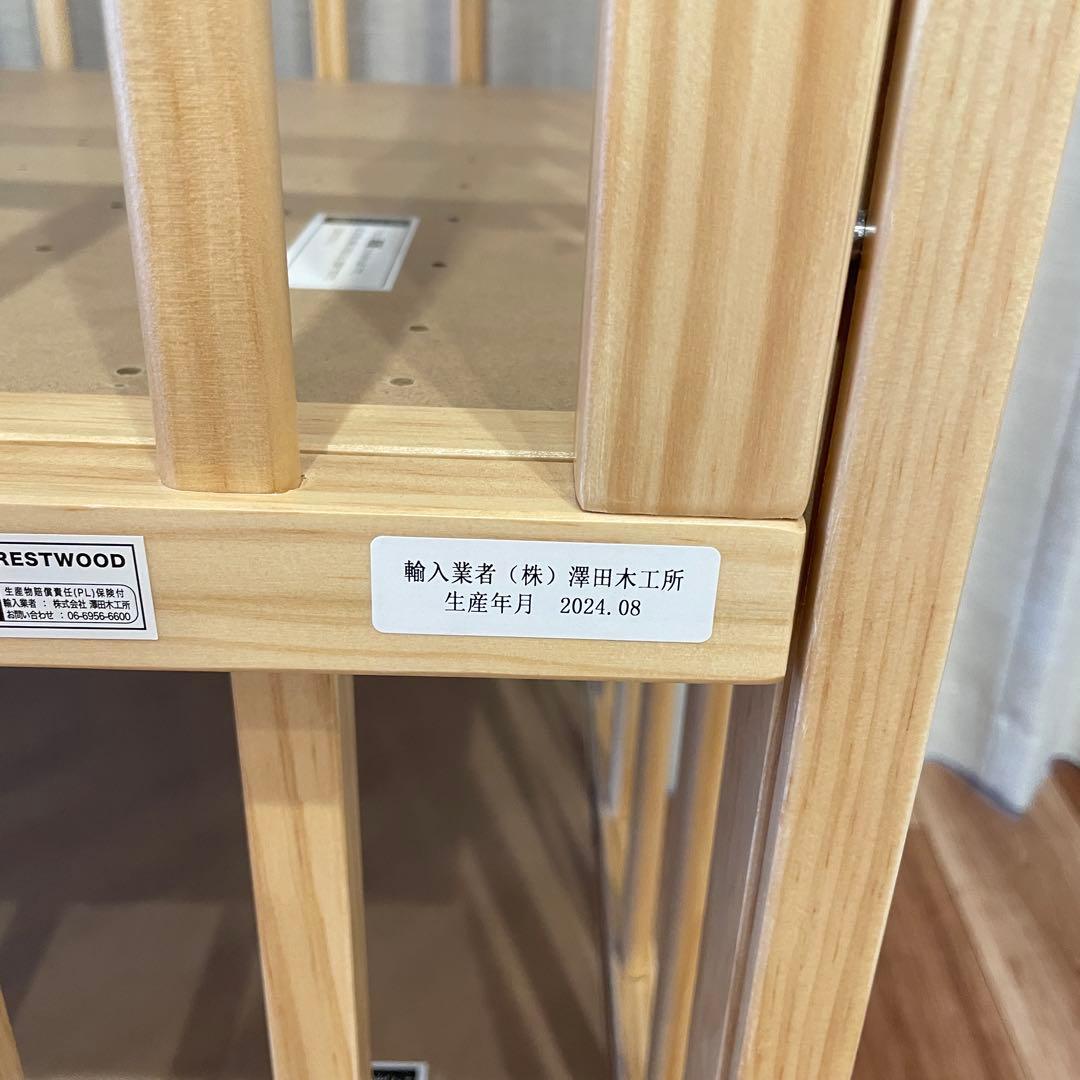 RESTWOOD
生産物賠償責任(PL)保険付
輸入業者 : 株式会社 澤田木工所
お問い合わせ : 06-6956-6600
輸入業者（株）澤田木工所
生産年月　2024.08